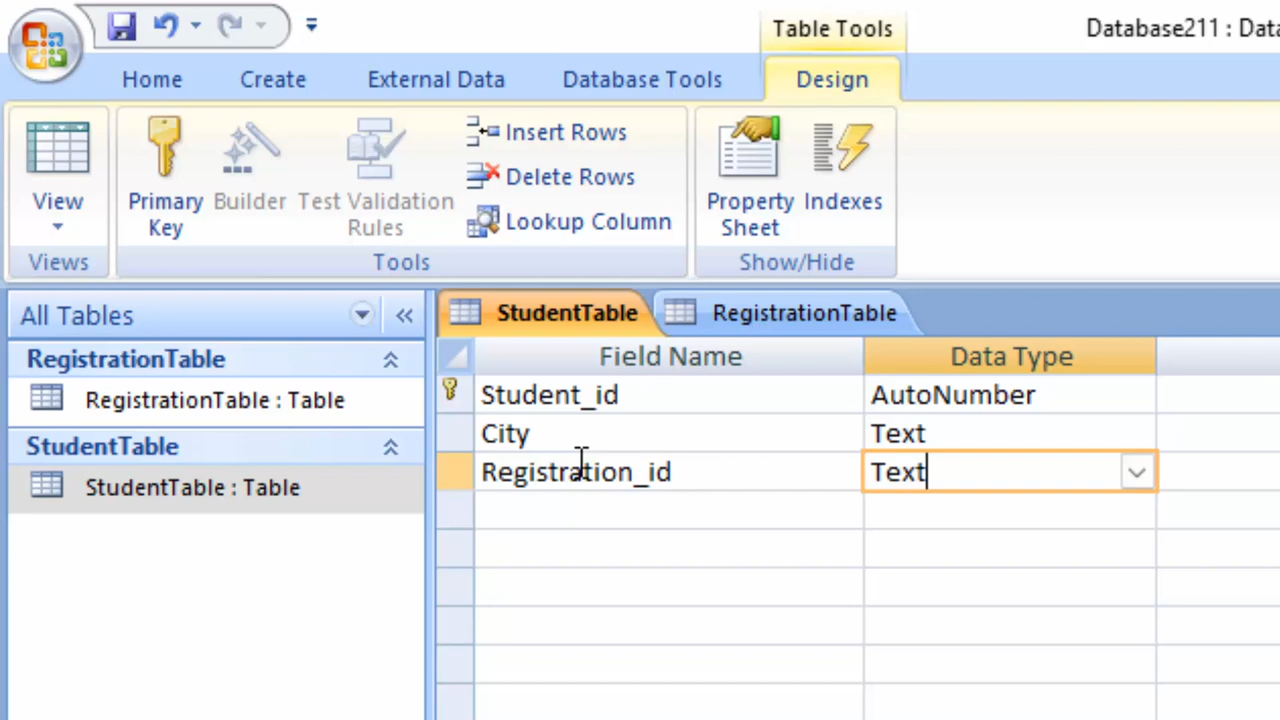 Database211 : Data
Table Tools
Home
Create
External Data
Database Tools
Design
View
Primary
Key
Builder
Test Validation
Rules
Insert Rows
Delete Rows
Lookup Column
Property
Sheet
Indexes
Views
Tools
Show/Hide
All Tables
RegistrationTable
RegistrationTable : Table
StudentTable
StudentTable : Table
StudentTable
RegistrationTable
Field Name
Data Type
Student_id
AutoNumber
City
Text
Registration_id
Text